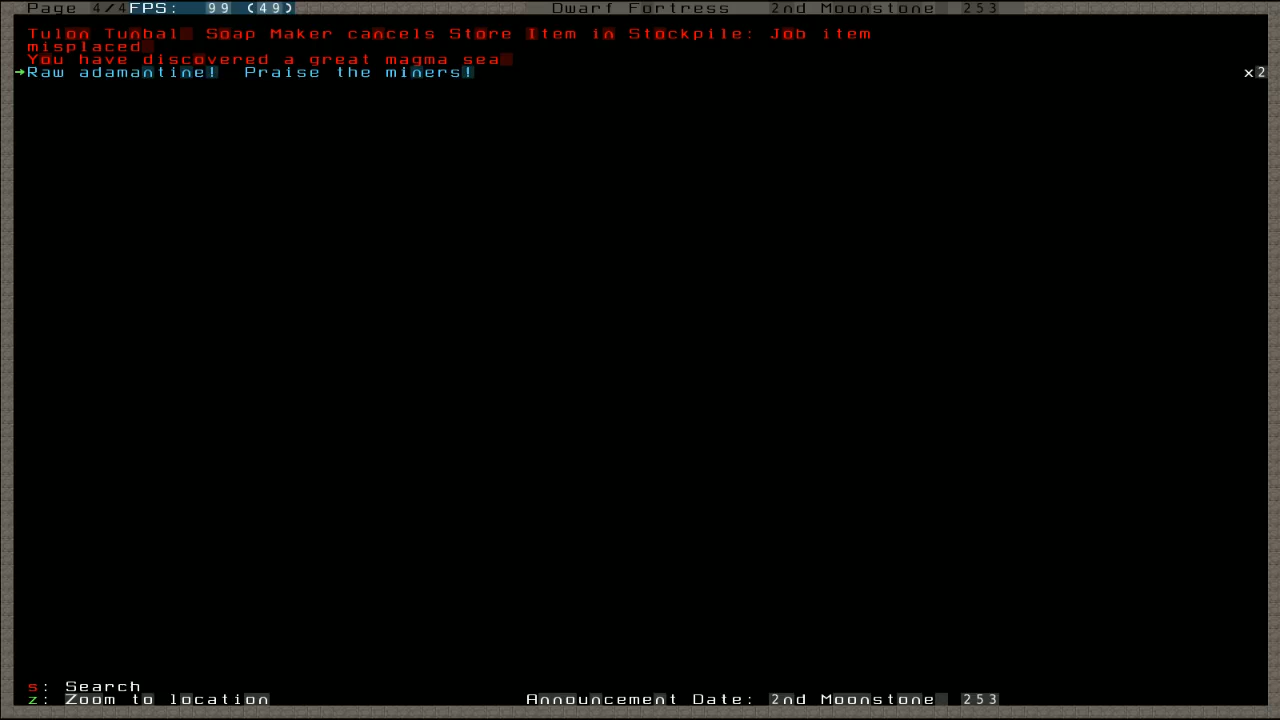 Page 4/4 FPS: 99 (49) Dwarf Fortress 2nd Moonstone 253
Tulon Tunbal Soap Maker cancels Store Item in Stockpile: Job item
misplaced
You have discovered a great magma sea
→Raw adamantine! Praise the miners! x2
s: Search
z: Zoom to location Announcement Date: 2nd Moonstone 253